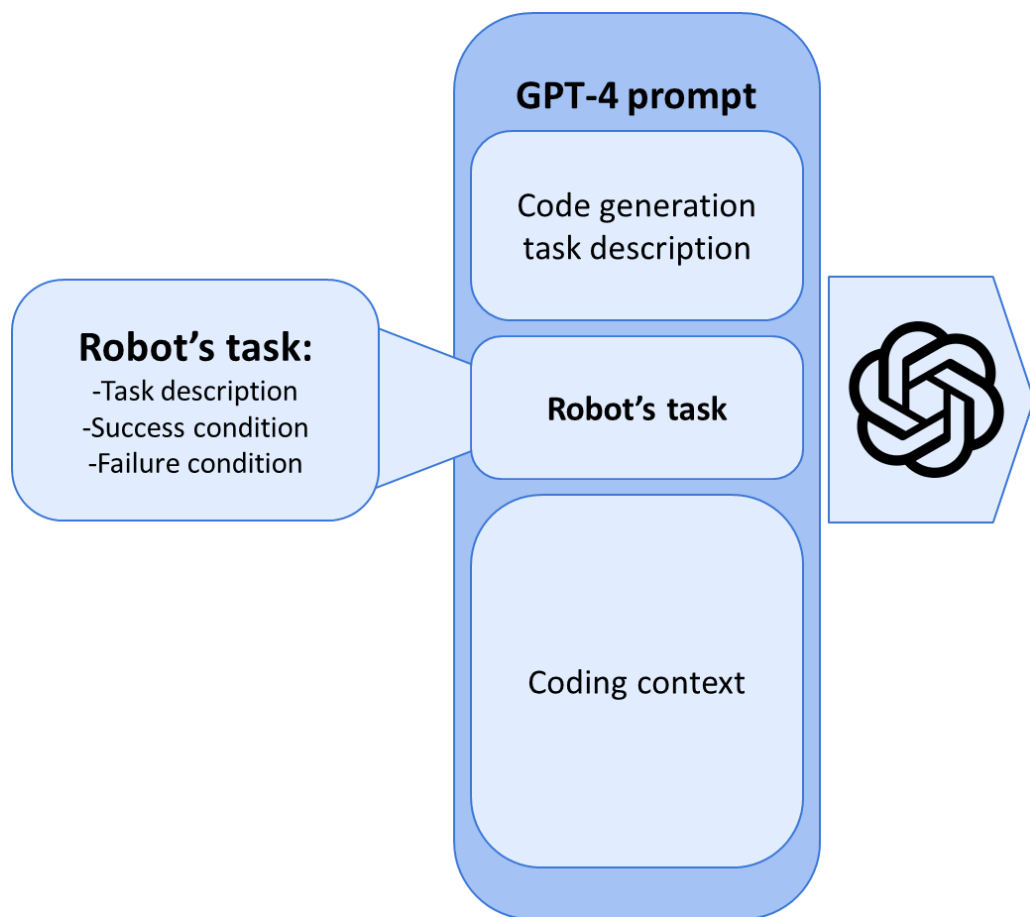 GPT-4 prompt
Code generation
task description
Robot’s task:
-Task description
-Success condition
-Failure condition
Robot’s task
Coding context